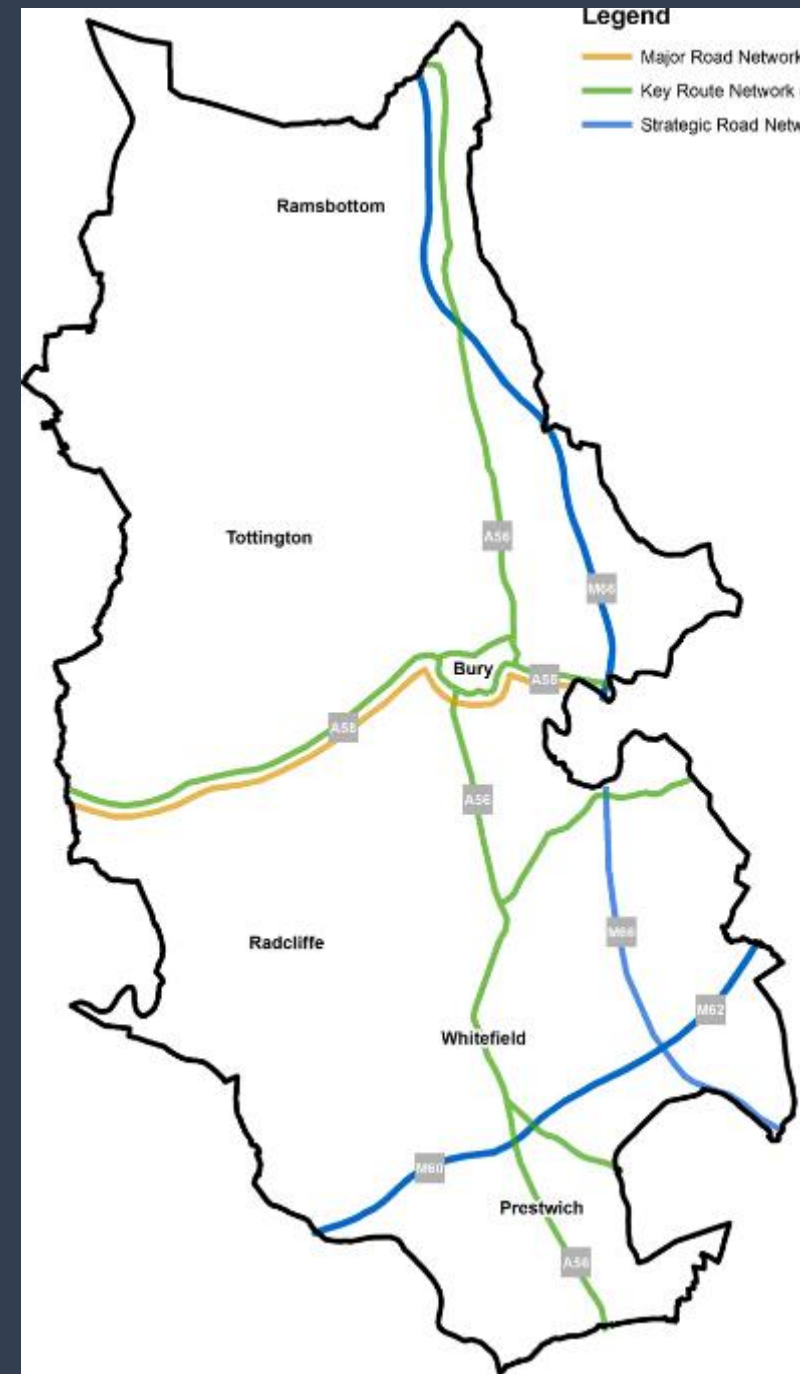 Legend
Major Road Network
Key Route Network
Strategic Road Netw
Ramsbottom
Tottington
A56
M66
Bury
A58
A58
A56
Radcliffe
M66
M62
Whitefield
M60
Prestwich
A56